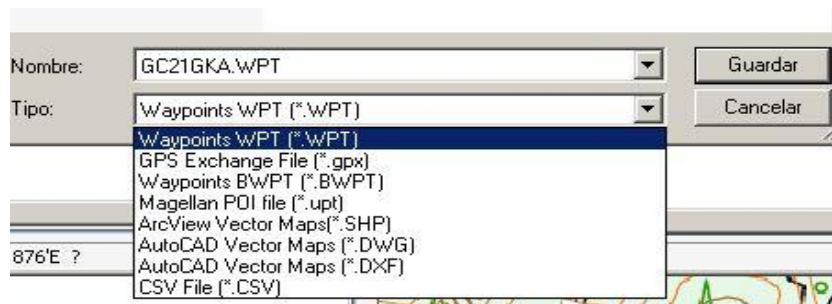 Nombre: GC21GKA.WPT Guardar
Tipo: Waypoints WPT (*.WPT) Cancelar
Waypoints WPT (*.WPT)
GPS Exchange File (*.gpx)
Waypoints BWPT (*.BWPT)
Magellan POI file (*.upt)
ArcView Vector Maps(*.SHP)
AutoCAD Vector Maps (*.DWG)
AutoCAD Vector Maps (*.DXF)
CSV File (*.CSV)
876'E ?